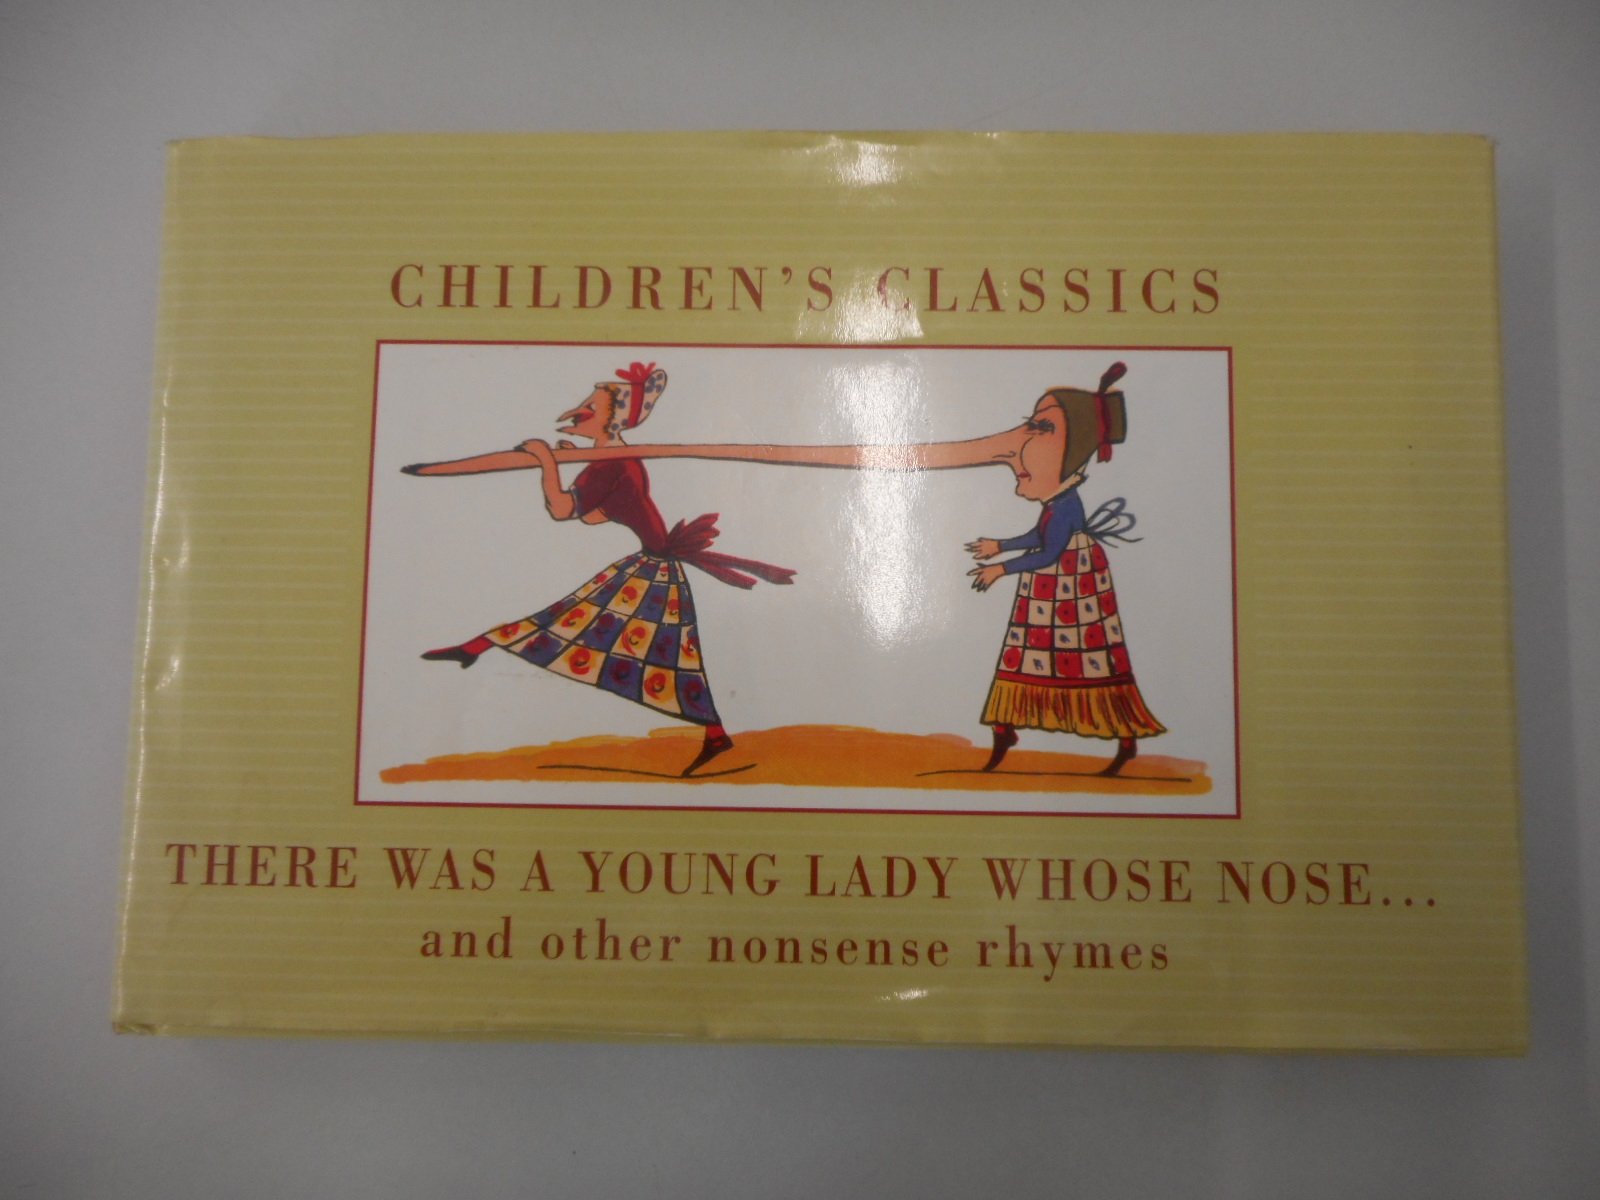 CHILDREN'S CLASSICS
THERE WAS A YOUNG LADY WHOSE NOSE...
and other nonsense rhymes